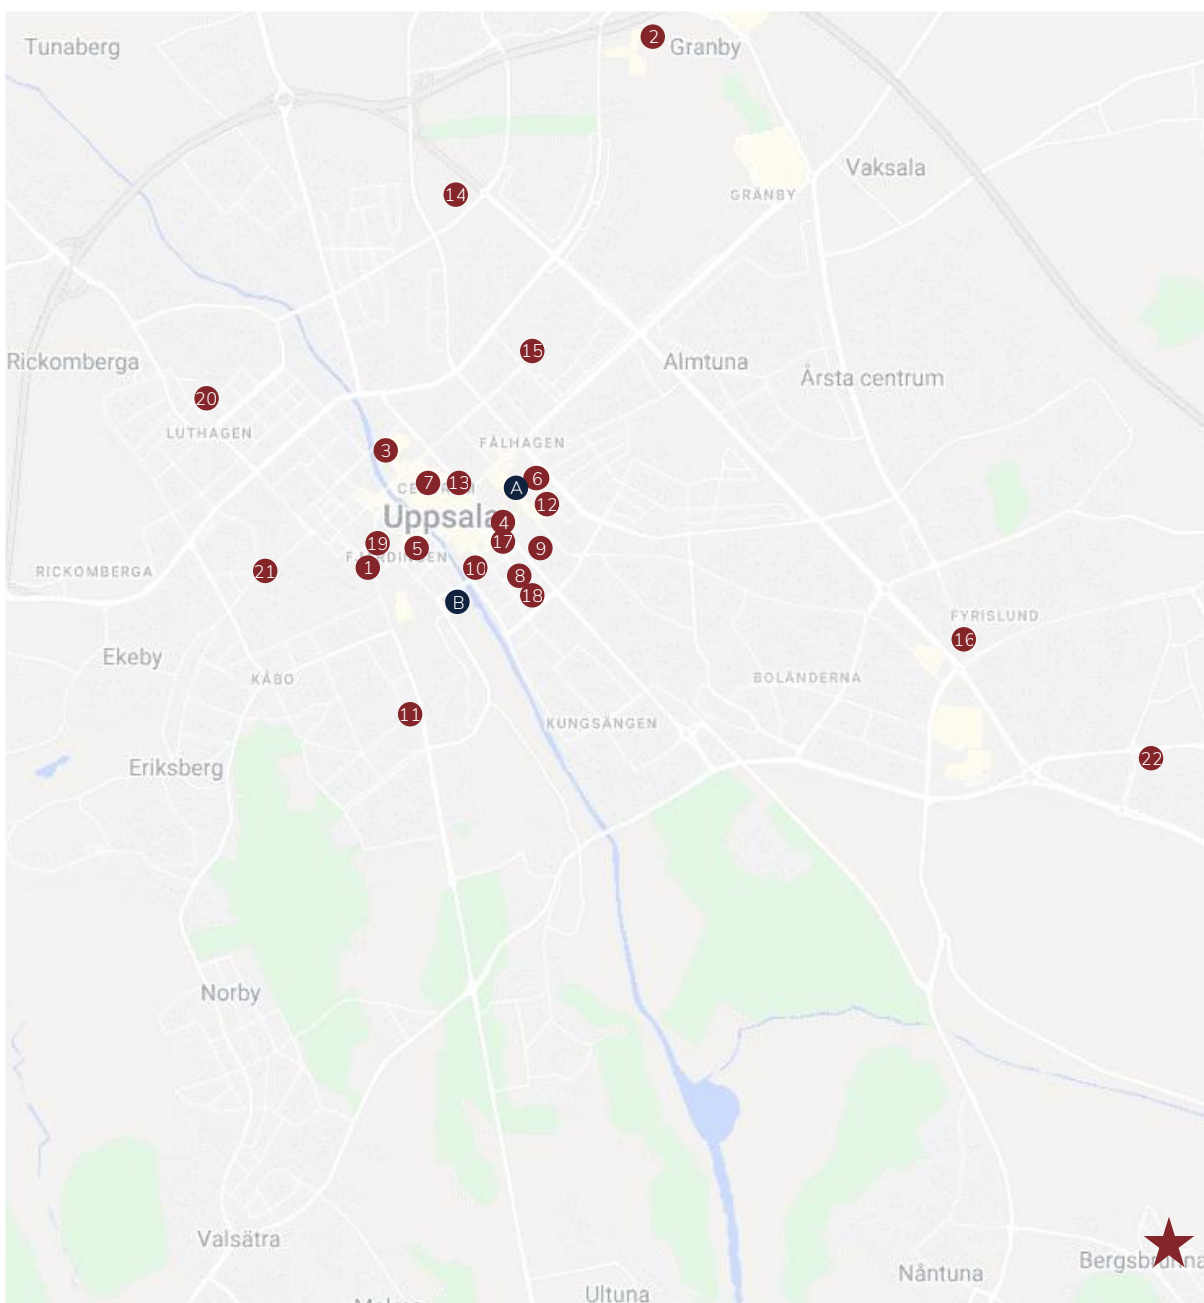 Tunaberg
2
Granby
Vaksala
14
GRÄNBY
15
Rickomberga
Almtuna
Årsta centrum
20
LUTHAGEN
FÅLHAGEN
3
6
7
13
A
12
Uppsala
4
19
5
17
9
RICKOMBERGA
21
1
10
8
B
18
FYRISLUND
16
Ekeby
KÅBO
BOLÄNDERNA
11
KUNGSÄNGEN
22
Eriksberg
Norby
Valsätra
Bergsbrunna
Nåntuna
Ultuna